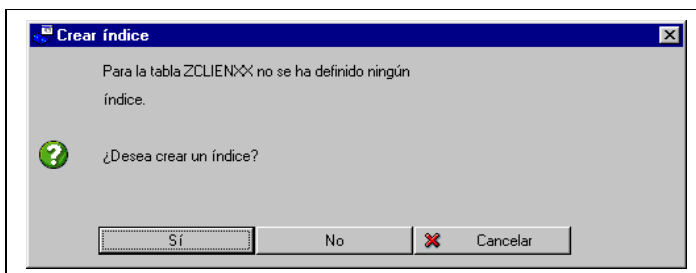 Crear índice
Para la tabla ZCLIENXX no se ha definido ningún
índice.
¿Desea crear un índice?
Sí No Cancelar